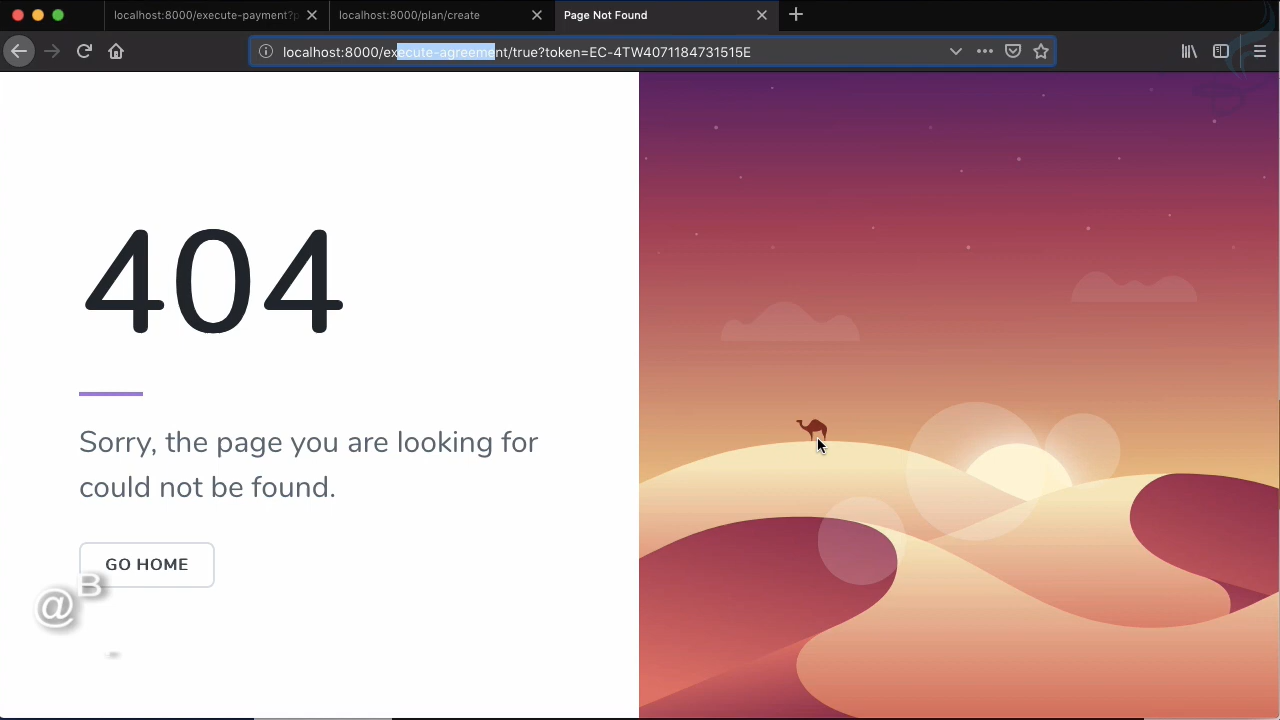 localhost:8000/execute-payment?p
localhost:8000/plan/create
Page Not Found
localhost:8000/execute-agreement/true?token=EC-4TW4071184731515E
404
Sorry, the page you are looking for
could not be found.
GO HOME
B
@